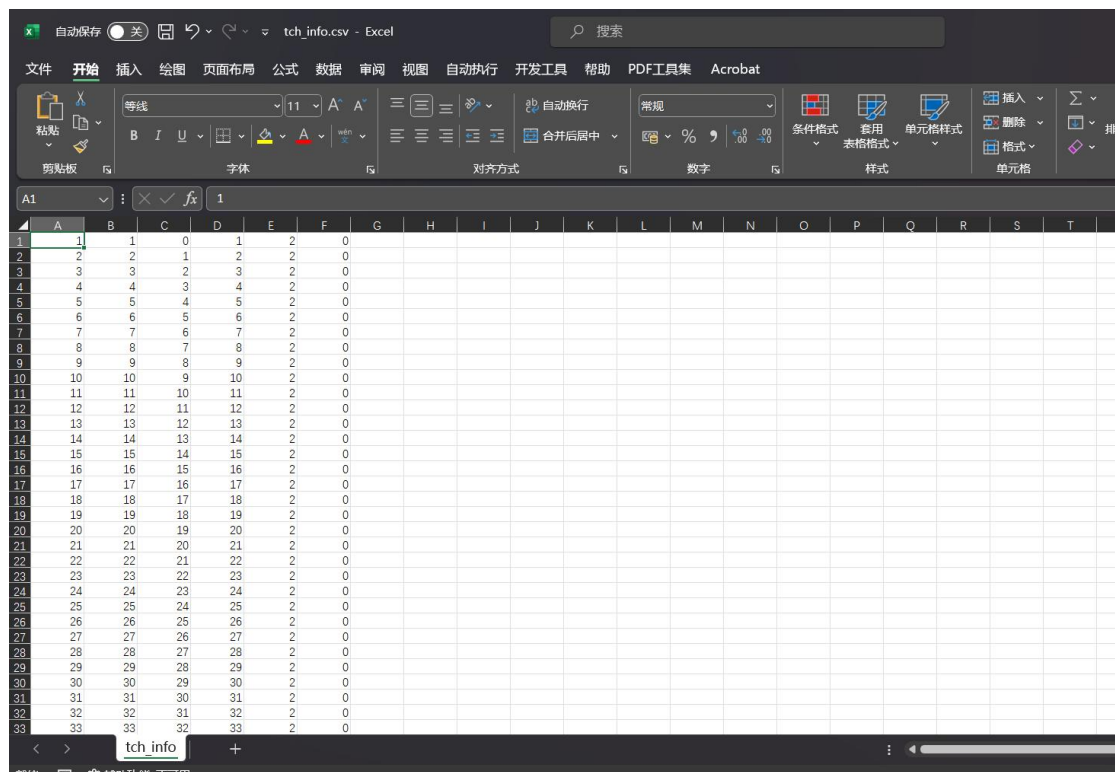 自动保存 关 tch_info.csv - Excel 搜索
文件 开始 插入 绘图 页面布局 公式 数据 审阅 视图 自动执行 开发工具 帮助 PDF工具集 Acrobat
粘贴 等线 11 A^ A˅ 自动换行 常规 条件格式 套用 表格格式 单元格样式 插入
B I U A wén 文 合并后居中 % 删除
格式
剪贴板 字体 对齐方式 数字 样式 单元格
A1 fx 1
A B C D E F G H I J K L M N O P Q R S T
1 1 1 0 1 2 0
2 2 2 1 2 2 0
3 3 3 2 3 2 0
4 4 4 3 4 2 0
5 5 5 4 5 2 0
6 6 6 5 6 2 0
7 7 7 6 7 2 0
8 8 8 7 8 2 0
9 9 9 8 9 2 0
10 10 10 9 10 2 0
11 11 11 10 11 2 0
12 12 12 11 12 2 0
13 13 13 12 13 2 0
14 14 14 13 14 2 0
15 15 15 14 15 2 0
16 16 16 15 16 2 0
17 17 17 16 17 2 0
18 18 18 17 18 2 0
19 19 19 18 19 2 0
20 20 20 19 20 2 0
21 21 21 20 21 2 0
22 22 22 21 22 2 0
23 23 23 22 23 2 0
24 24 24 23 24 2 0
25 25 25 24 25 2 0
26 26 26 25 26 2 0
27 27 27 26 27 2 0
28 28 28 27 28 2 0
29 29 29 28 29 2 0
30 30 30 29 30 2 0
31 31 31 30 31 2 0
32 32 32 31 32 2 0
33 33 33 32 33 2 0
tch_info